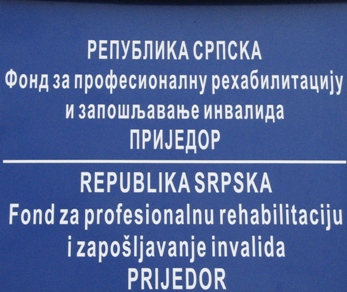 РЕПУБЛИКА СРПСКА
Фонд за професионалну рехабилитацију
и запошљавање инвалида
ПРИЈЕДОР
REPUBLIKA SRPSKA
Fond za profesionalnu rehabilitaciju
i zapošljavanje invalida
PRIJEDOR